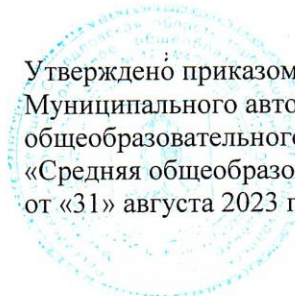 Утверждено приказом
Муниципального авто
общеобразовательного
«Средняя общеобразо
от «31» августа 2023 г